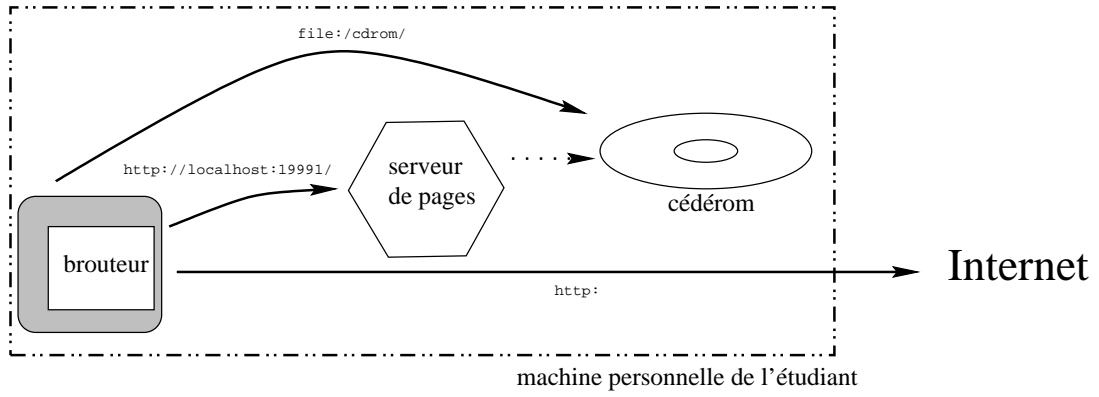 file:/cdrom/
http://localhost:19991/
serveur
de pages
cédérom
brouteur
Internet
http:
machine personnelle de l’étudiant